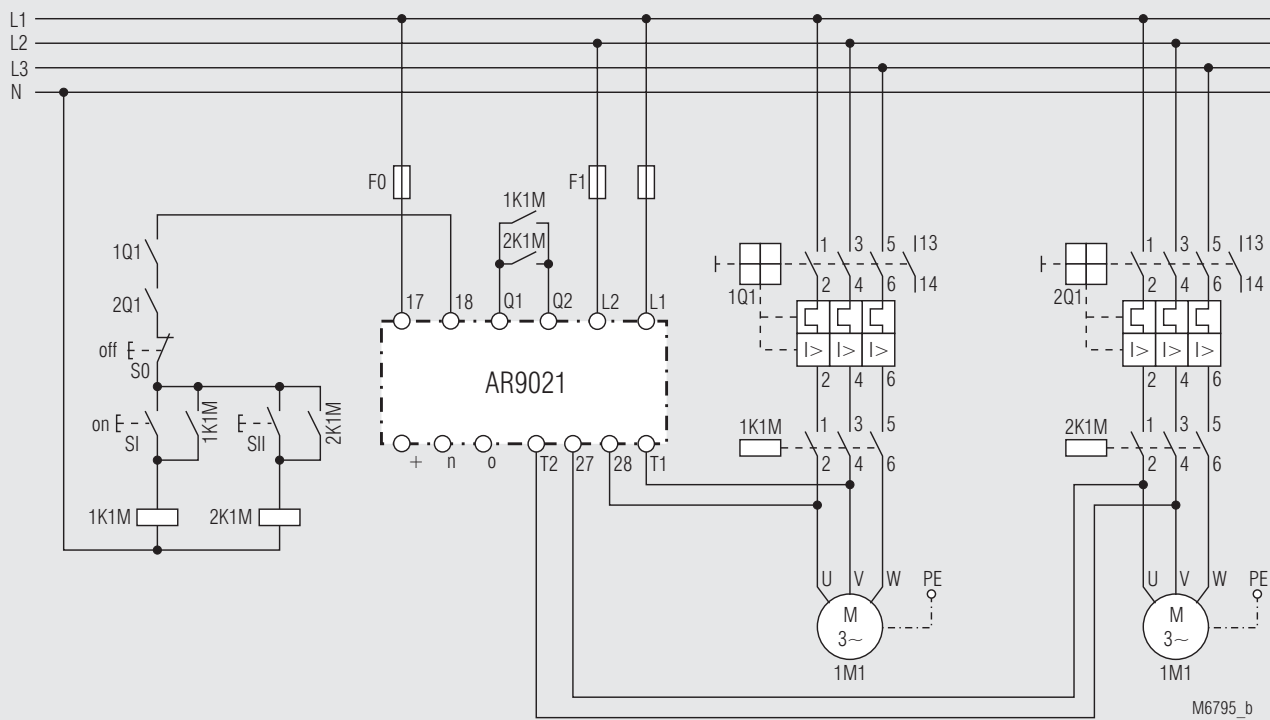 L1
L2
L3
N
F0
F1
1K1M
2K1M
1Q1
2Q1
off
S0
on
SI
1K1M
SII
2K1M
1K1M
2K1M
17
18
Q1
Q2
L2
L1
AR9021
+
n
o
T2
27
28
T1
1
3
5
13
2
4
6
14
1Q1
I>
I>
I>
2
4
6
1K1M
1
3
5
2
4
6
U
V
W
PE
M
3~
1M1
1
3
5
13
2
4
6
14
2Q1
I>
I>
I>
2
4
6
2K1M
1
3
5
2
4
6
U
V
W
PE
M
3~
1M1
M6795_b